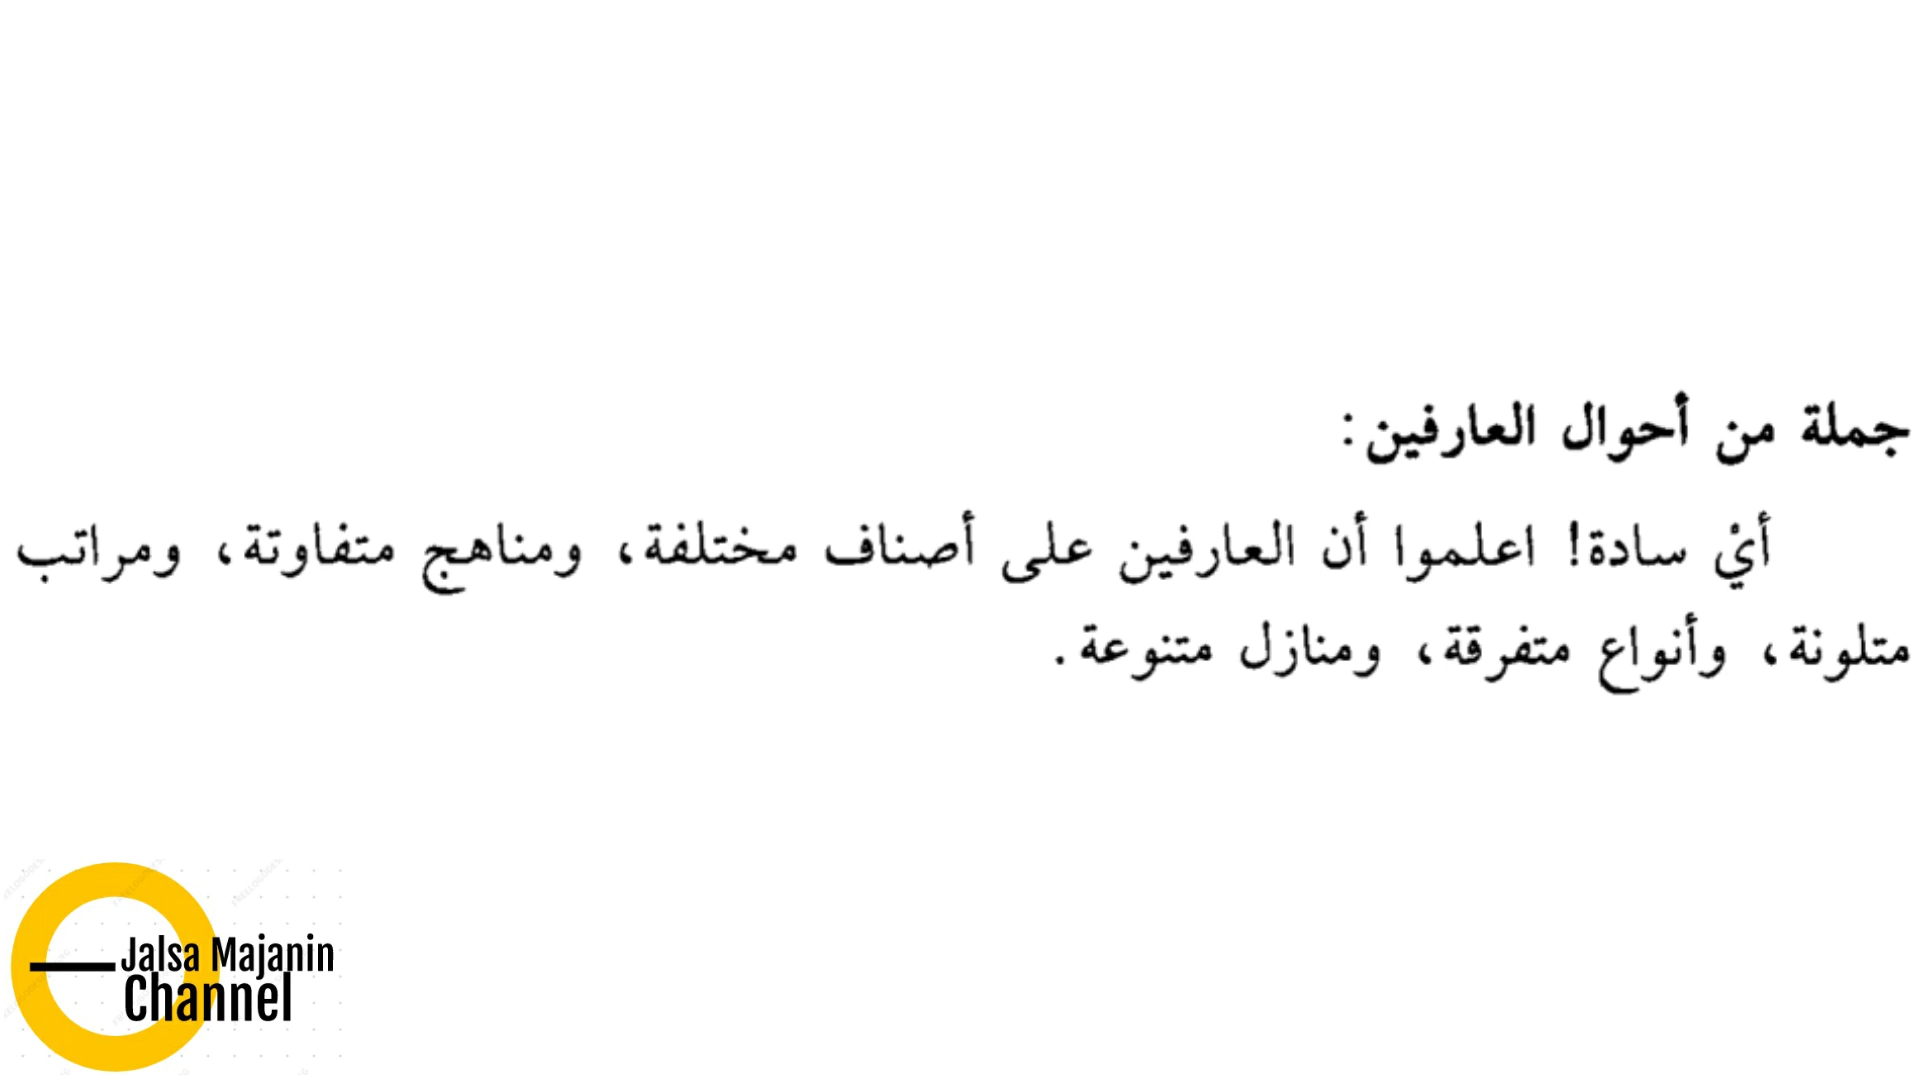 جملة من أحوال العارفين:
أيْ سادة! اعلموا أن العارفين على أصناف مختلفة، ومناهج متفاوتة، ومراتب
متلونة، وأنواع متفرقة، ومنازل متنوعة.
Jalsa Majanin
Channel